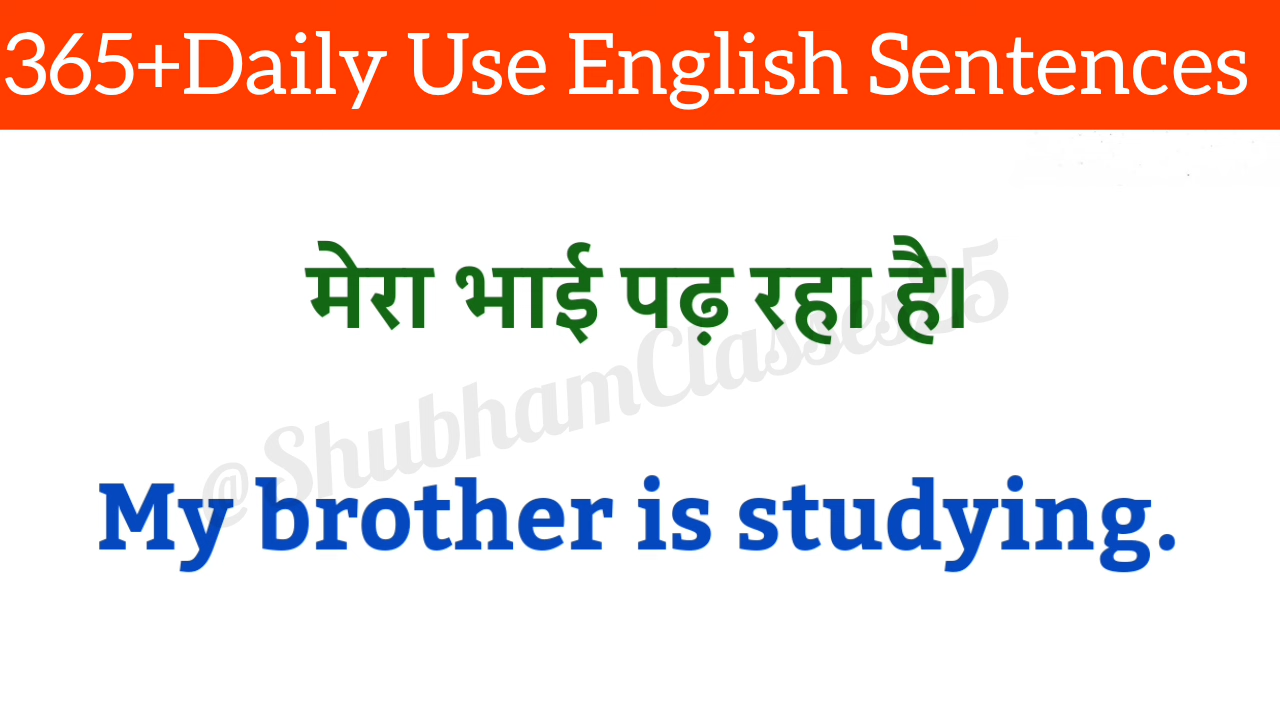 365+Daily Use English Sentences
मेरा भाई पढ़ रहा है।
@ShubhamClasses25
My brother is studying.